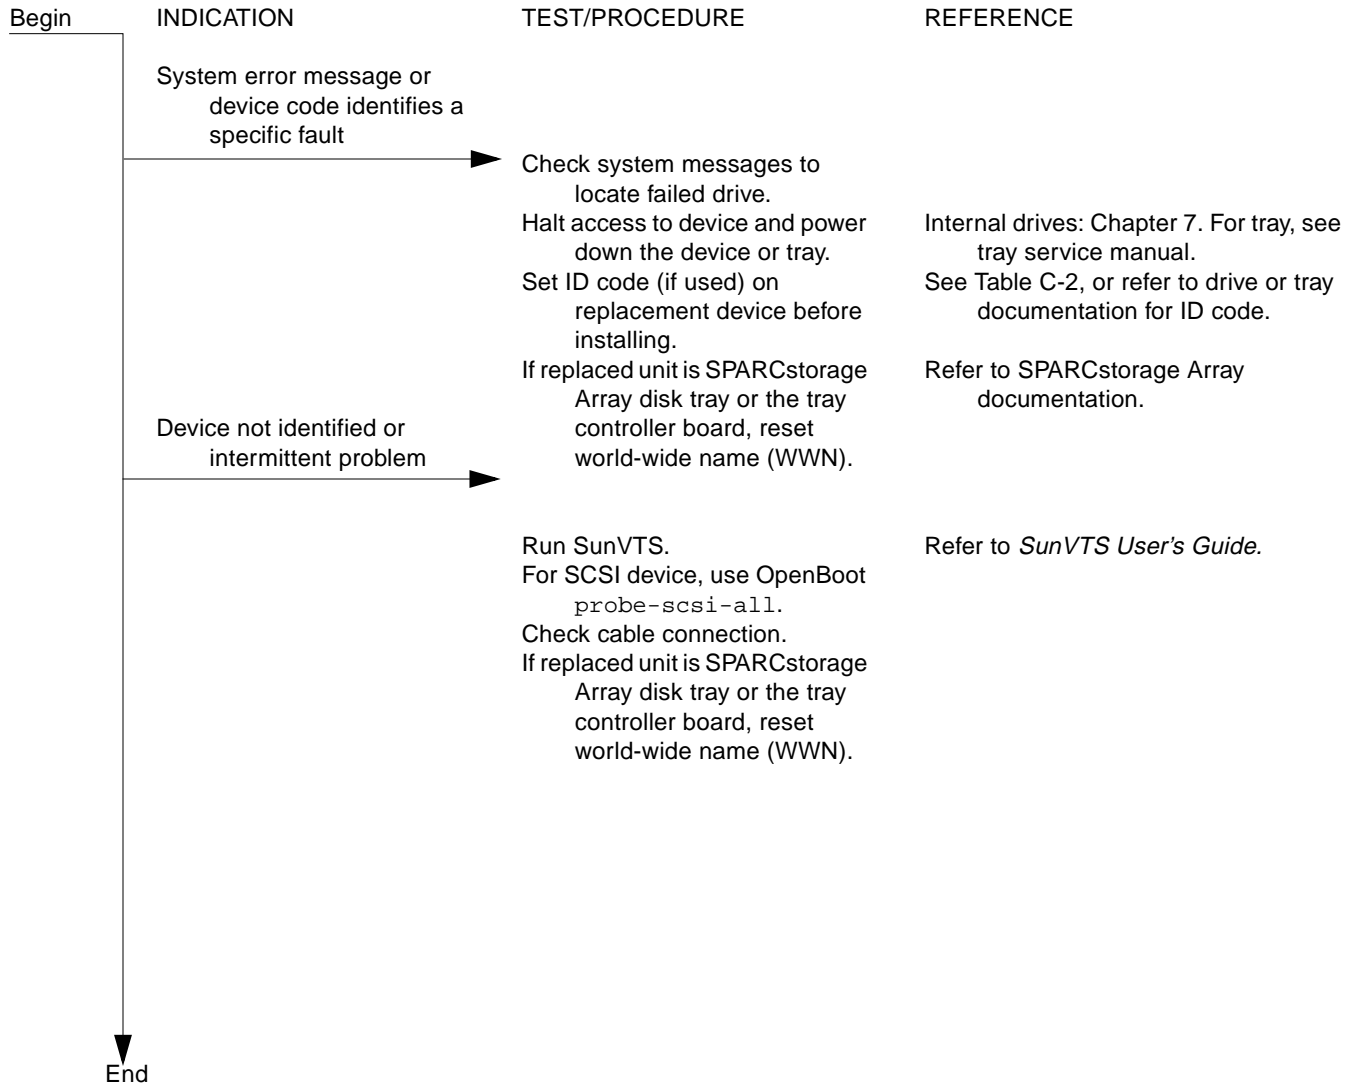 Begin
INDICATION
TEST/PROCEDURE
REFERENCE
System error message or
device code identifies a
specific fault
Check system messages to
locate failed drive.
Halt access to device and power
down the device or tray.
Internal drives: Chapter 7. For tray, see
tray service manual.
Set ID code (if used) on
replacement device before
installing.
See Table C-2, or refer to drive or tray
documentation for ID code.
If replaced unit is SPARCstorage
Array disk tray or the tray
controller board, reset
world-wide name (WWN).
Refer to SPARCstorage Array
documentation.
Device not identified or
intermittent problem
Run SunVTS.
Refer to SunVTS User's Guide.
For SCSI device, use OpenBoot
probe-scsi-all.
Check cable connection.
If replaced unit is SPARCstorage
Array disk tray or the tray
controller board, reset
world-wide name (WWN).
End